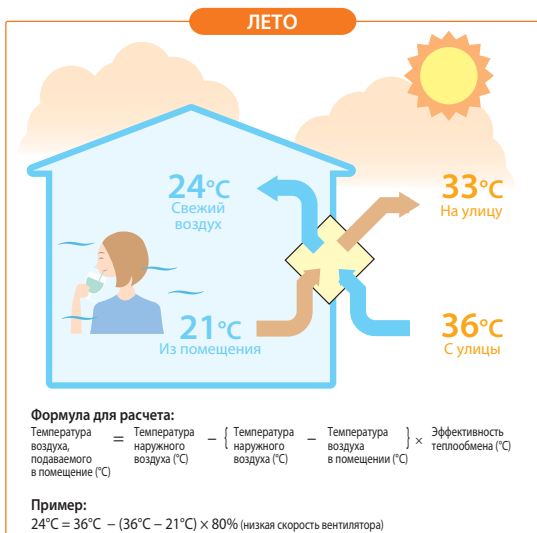 ЛЕТО
24°C
Свежий
воздух
33°C
На улицу
21°C
Из помещения
36°C
С улицы
Формула для расчета:
Температура воздуха, подаваемого в помещение (°C) = Температура наружного воздуха (°C) − { Температура наружного воздуха (°C) − Температура воздуха в помещении (°C) } × Эффективность теплообмена (°C)
Пример:
24°C = 36°C − (36°C − 21°C) × 80% (низкая скорость вентилятора)